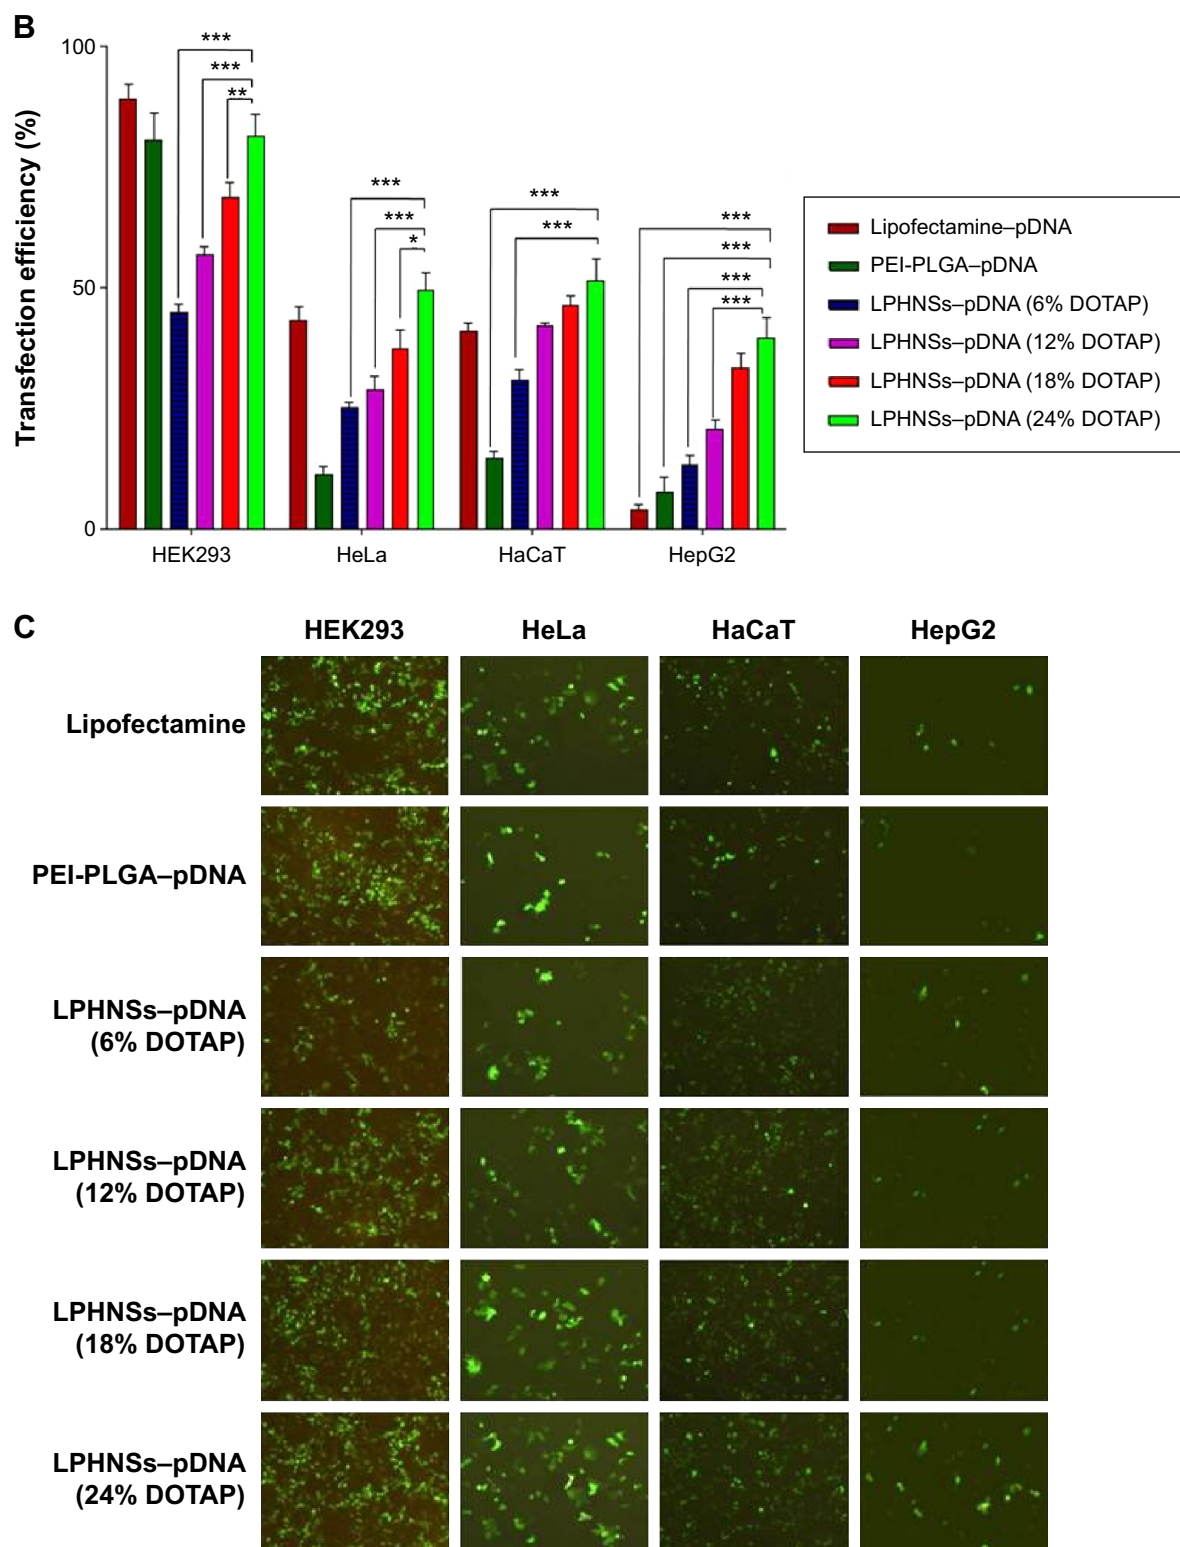 B
Transfection efficiency (%)
100
50
0
***
***
**
***
***
*
***
***
***
***
***
***
HEK293
HeLa
HaCaT
HepG2
Lipofectamine–pDNA
PEI-PLGA–pDNA
LPHNSs–pDNA (6% DOTAP)
LPHNSs–pDNA (12% DOTAP)
LPHNSs–pDNA (18% DOTAP)
LPHNSs–pDNA (24% DOTAP)
C
HEK293
HeLa
HaCaT
HepG2
Lipofectamine
PEI-PLGA–pDNA
LPHNSs–pDNA
(6% DOTAP)
LPHNSs–pDNA
(12% DOTAP)
LPHNSs–pDNA
(18% DOTAP)
LPHNSs–pDNA
(24% DOTAP)